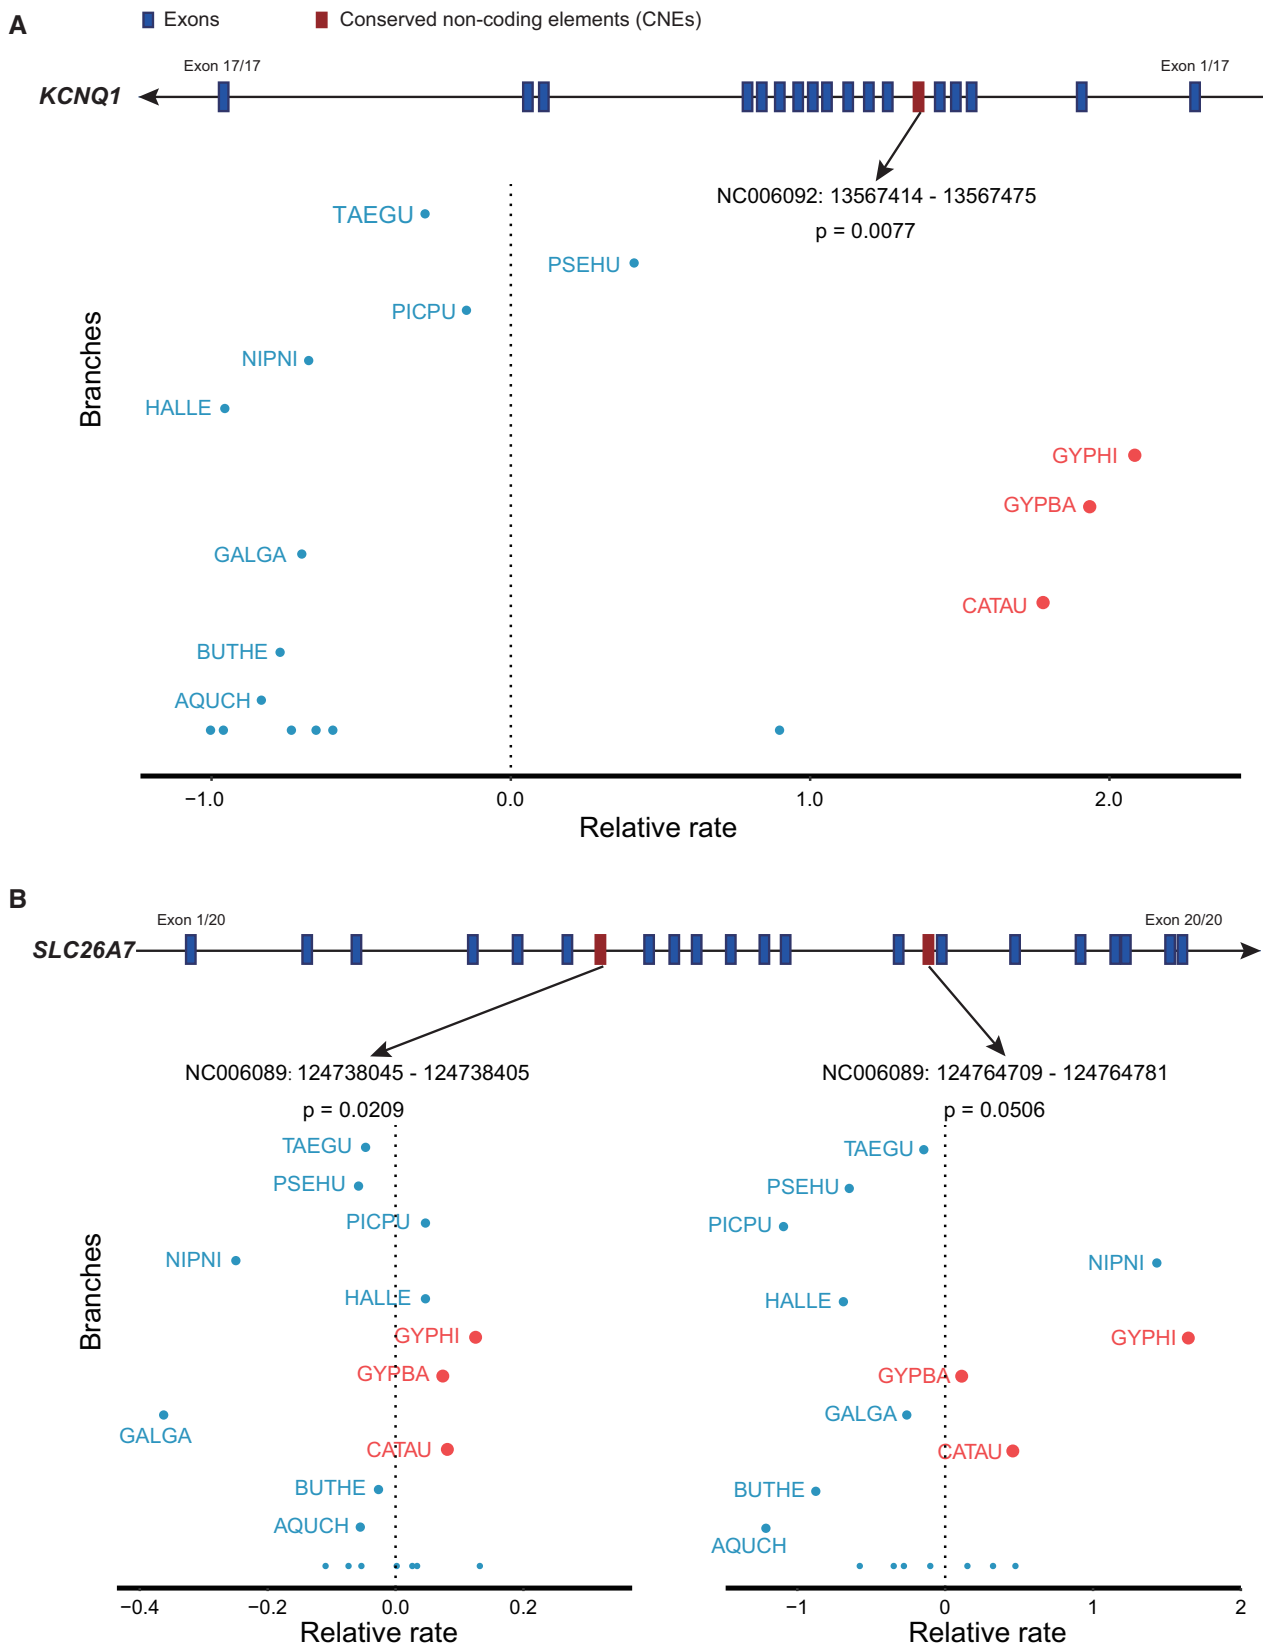 A
Exons
Conserved non-coding elements (CNEs)
Exon 17/17
Exon 1/17
KCNQ1
NC006092: 13567414 - 13567475
p = 0.0077
TAEGU
PSEHU
PICPU
NIPNI
HALLE
GYPHI
GYPBA
GALGA
CATAU
BUTHE
AQUCH
Branches
−1.0
0.0
1.0
2.0
Relative rate
B
Exon 1/20
Exon 20/20
SLC26A7
NC006089: 124738045 - 124738405
p = 0.0209
TAEGU
PSEHU
PICPU
NIPNI
HALLE
GYPHI
GYPBA
GALGA
CATAU
BUTHE
AQUCH
Branches
−0.4
−0.2
0.0
0.2
Relative rate
NC006089: 124764709 - 124764781
p = 0.0506
TAEGU
PSEHU
PICPU
NIPNI
HALLE
GYPHI
GYPBA
GALGA
CATAU
BUTHE
AQUCH
−1
0
1
2
Relative rate